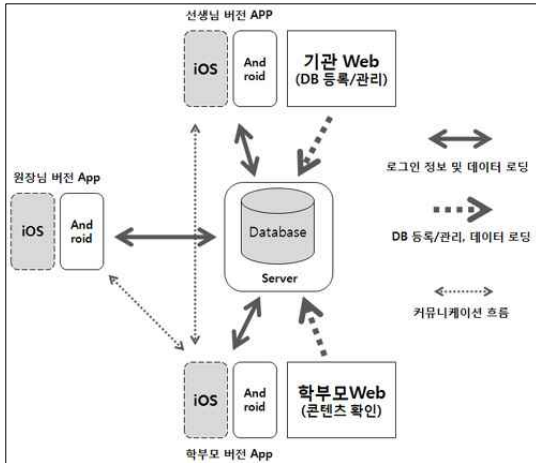 선생님 버전 APP
iOS
And
roid
기관 Web
(DB 등록/관리)
로그인 정보 및 데이터 로딩
원장님 버전 App
iOS
And
roid
Database
Server
DB 등록/관리, 데이터 로딩
커뮤니케이션 흐름
iOS
And
roid
학부모Web
(콘텐츠 확인)
학부모 버전 App